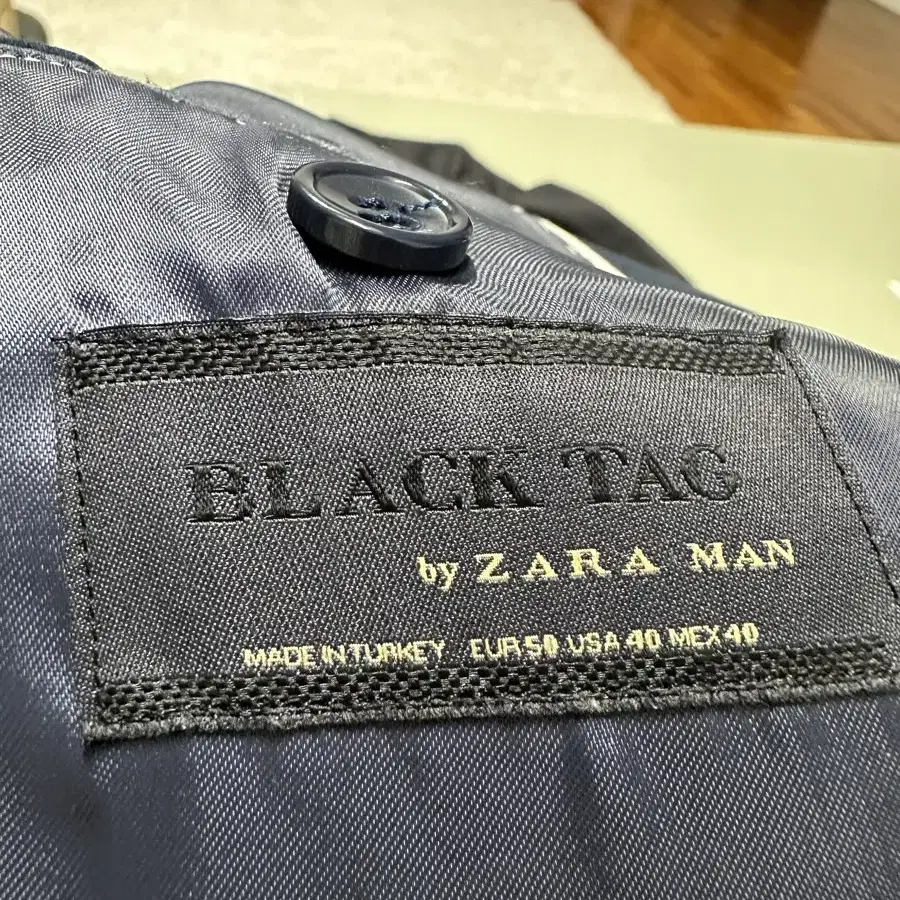 BLACK TAG
by ZARA MAN
MADE IN TURKEY EUR 50 USA 40 MEX 40